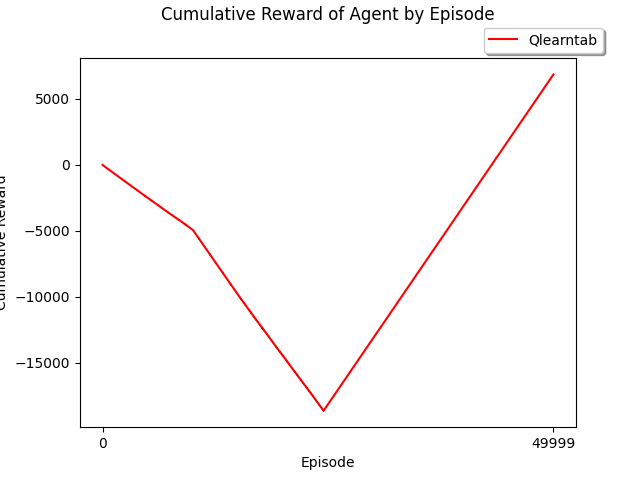 Cumulative Reward of Agent by Episode
Qlearntab
5000
0
−5000
−10000
−15000
Cumulative Reward
0 49999
Episode